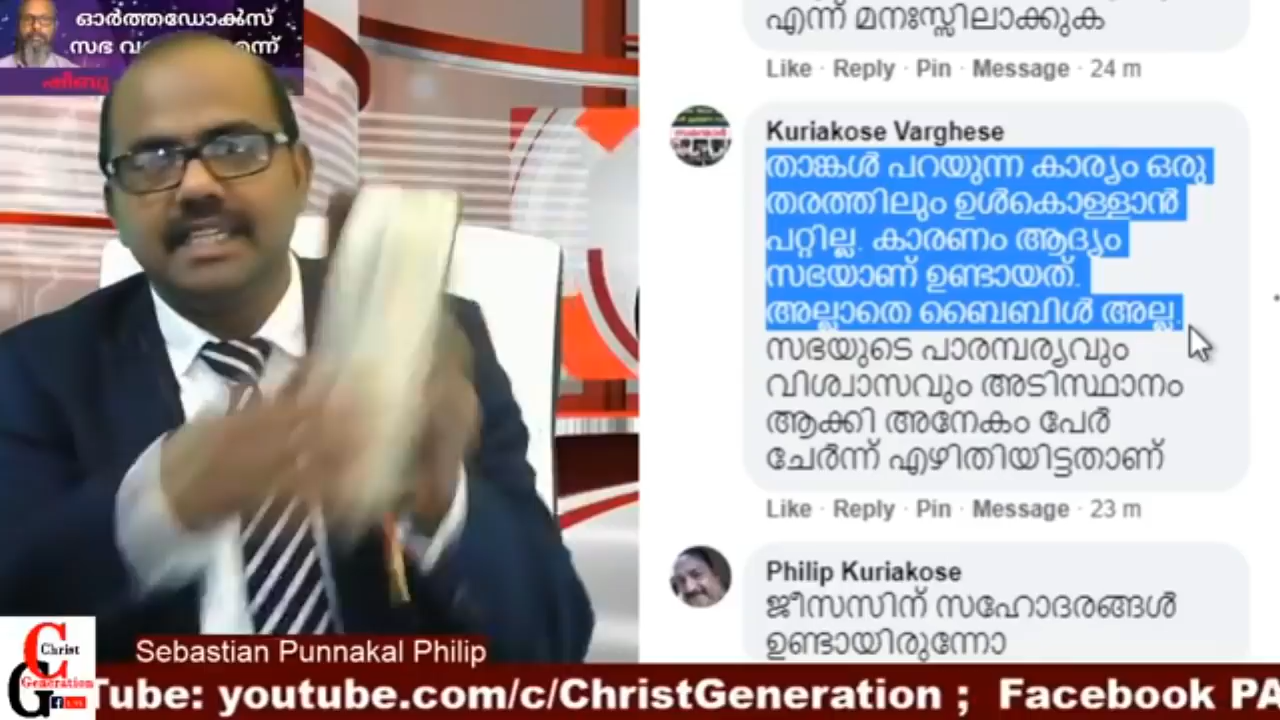 ഓർത്തഡോക്സ്
സഭ
ഷിബു
എന്ന് മനഃസ്സിലാക്കുക
Like · Reply · Pin · Message · 24 m
Kuriakose Varghese
താങ്കൾ പറയുന്ന കാര്യം ഒരു
തരത്തിലും ഉൾകൊള്ളാൻ
പറ്റില്ല. കാരണം ആദ്യം
സഭയാണ് ഉണ്ടായത്.
അല്ലാതെ ബൈബിൾ അല്ല.
സഭയുടെ പാരമ്പര്യവും
വിശ്വാസവും അടിസ്ഥാനം
ആക്കി അനേകം പേർ
ചേർന്ന് എഴിതിയിട്ടതാണ്
Like · Reply · Pin · Message · 23 m
Philip Kuriakose
ജീസസിന് സഹോദരങ്ങൾ
ഉണ്ടായിരുന്നോ
Sebastian Punnakal Philip
C Christ
Generation
G
Tube: youtube.com/c/ChristGeneration ; Facebook PA